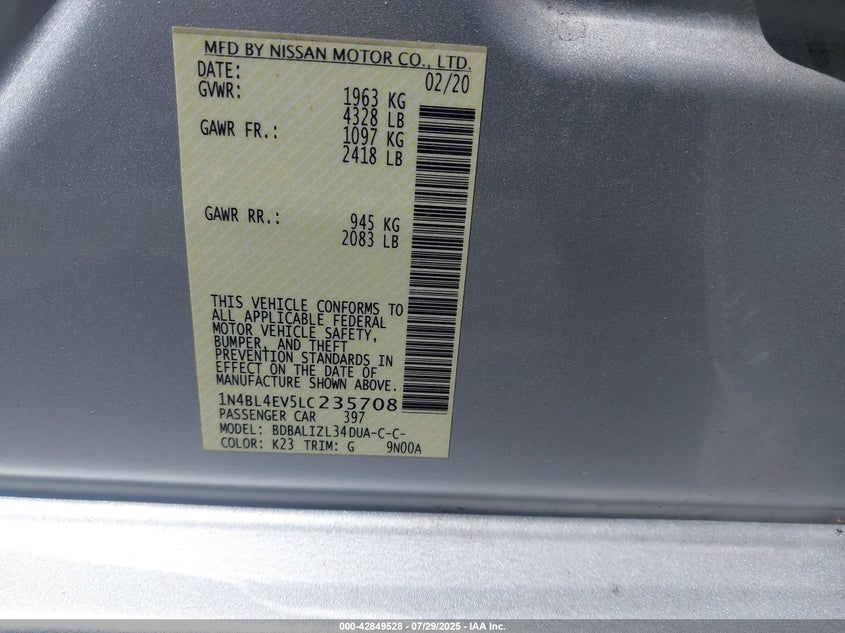 MFD BY NISSAN MOTOR CO., LTD.
DATE: 02/20
GVWR: 1963 KG
4328 LB
GAWR FR.: 1097 KG
2418 LB
GAWR RR.: 945 KG
2083 LB
THIS VEHICLE CONFORMS TO
ALL APPLICABLE FEDERAL
MOTOR VEHICLE SAFETY,
BUMPER, AND THEFT
PREVENTION STANDARDS IN
EFFECT ON THE DATE OF
MANUFACTURE SHOWN ABOVE.
1N4BL4EV5LC235708
PASSENGER CAR 397
MODEL: BDBALIZL34DUA-C-C-
COLOR: K23 TRIM: G 9N00A
000-42849528 - 07/29/2025 - IAA Inc.